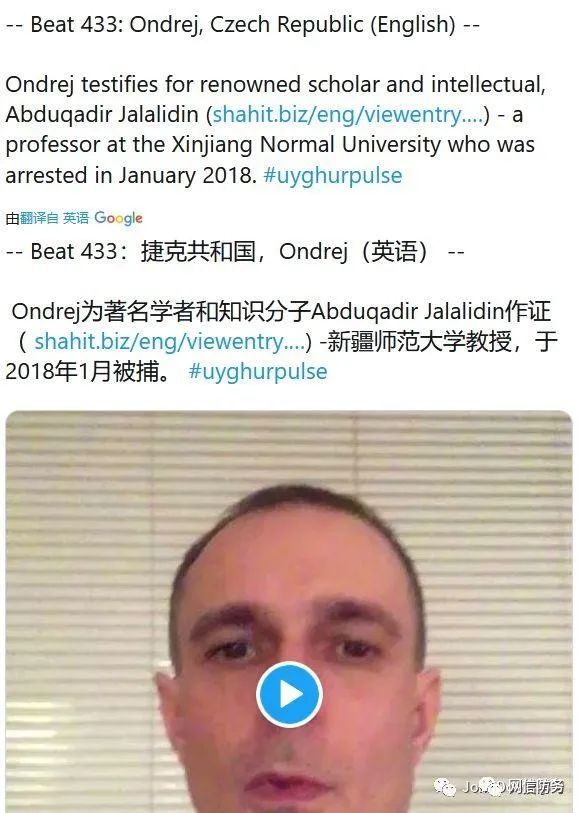 -- Beat 433: Ondrej, Czech Republic (English) --
Ondrej testifies for renowned scholar and intellectual,
Abduqadir Jalalidin (shahit.biz/eng/viewentry....) - a
professor at the Xinjiang Normal University who was
arrested in January 2018. #uyghurpulse
由翻译自 英语 Google
-- Beat 433：捷克共和国，Ondrej（英语） --
Ondrej为著名学者和知识分子Abduqadir Jalalidin作证
（ shahit.biz/eng/viewentry....) -新疆师范大学教授，于
2018年1月被捕。 #uyghurpulse
网信防务